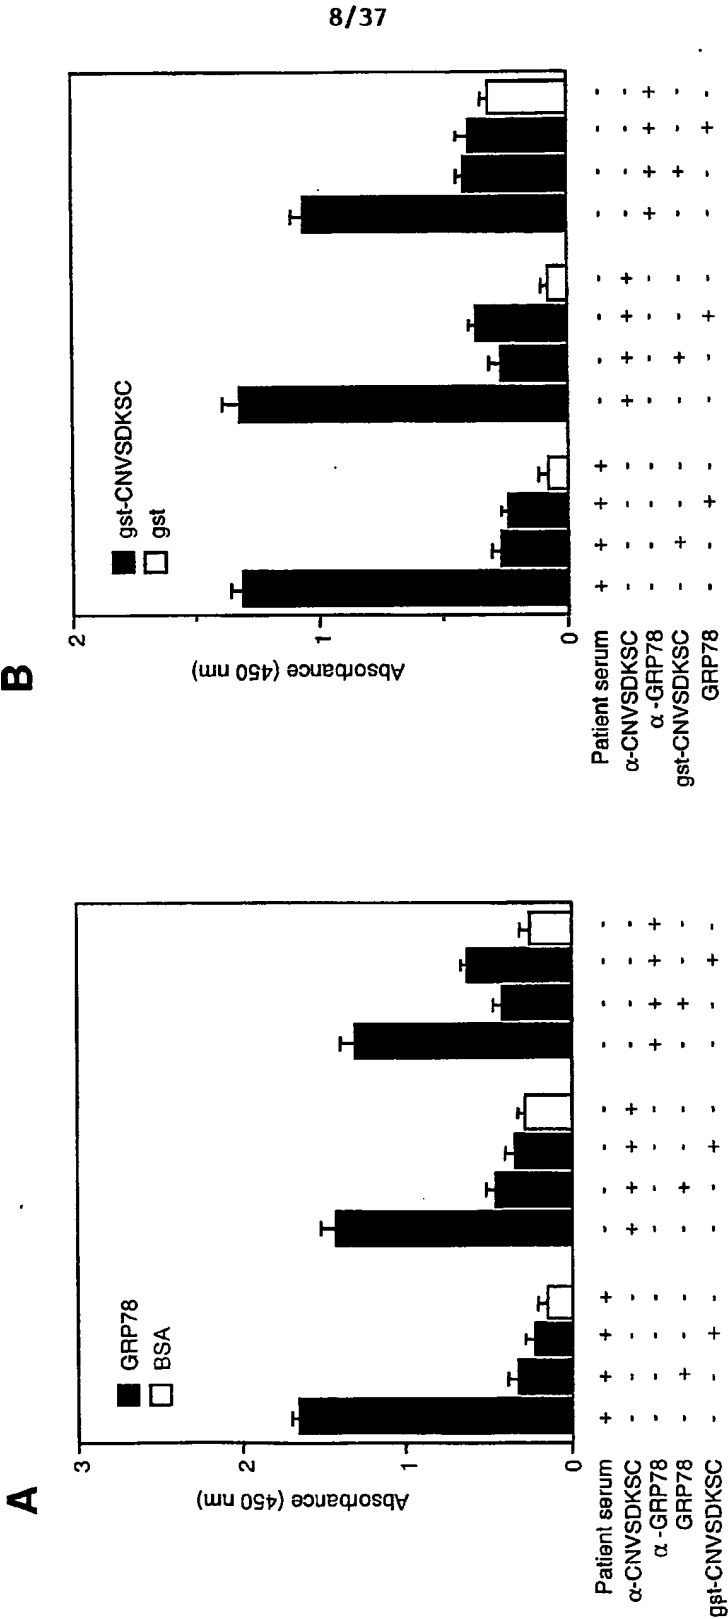 8/37
A
GRP78
BSA
Absorbance (450 nm)
3
2
1
0
Patient serum + + + + - - - - - - - -
α-CNVSDKSC - - - - + + + + - - - -
α-GRP78 - - - - - - - - + + + +
GRP78 - + - - - + - - - + - -
gst-CNVSDKSC - - + - - - + - - - + -
B
gst-CNVSDKSC
gst
Absorbance (450 nm)
2
1
0
Patient serum + + + + - - - - - - - -
α-CNVSDKSC - - - - + + + + - - - -
α-GRP78 - - - - - - - - + + + +
gst-CNVSDKSC - + - - - + - - - + - -
GRP78 - - + - - - + - - - + -